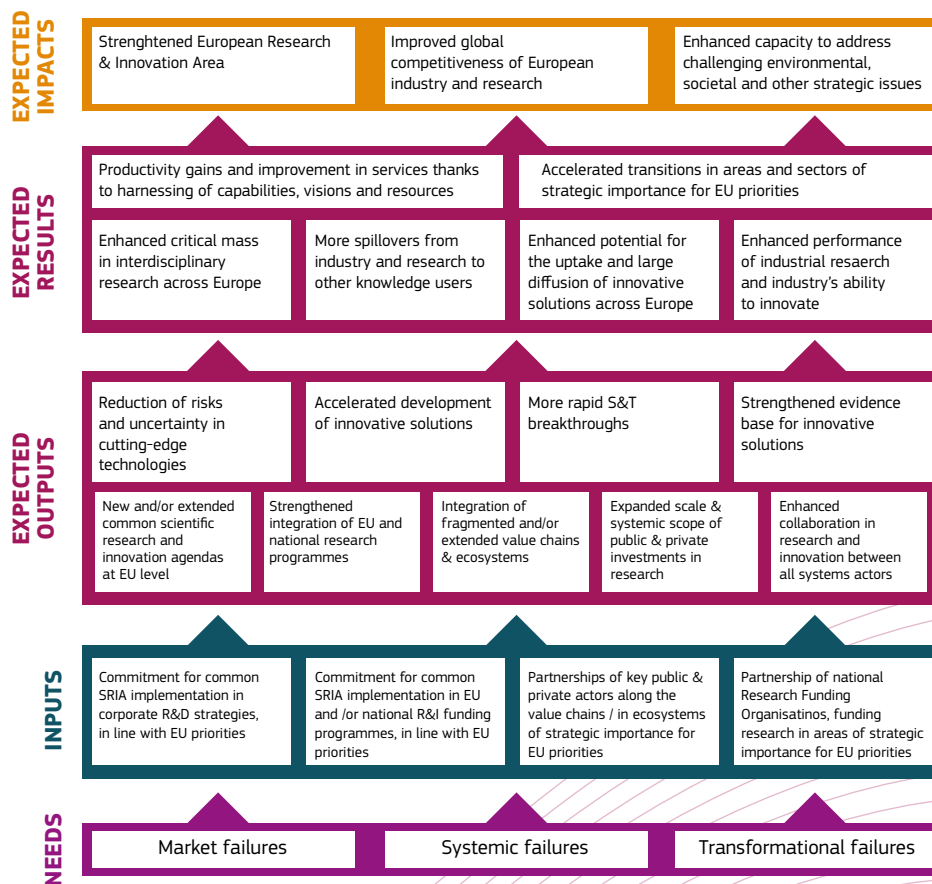 EXPECTED
IMPACTS
Strenghtened European Research
& Innovation Area
Improved global
competitiveness of European
industry and research
Enhanced capacity to address
challenging environmental,
societal and other strategic issues
EXPECTED
RESULTS
Productivity gains and improvement in services thanks
to harnessing of capabilities, visions and resources
Accelerated transitions in areas and sectors of
strategic importance for EU priorities
Enhanced critical mass
in interdisciplinary
research across Europe
More spillovers from
industry and research to
other knowledge users
Enhanced potential for
the uptake and large
diffusion of innovative
solutions across Europe
Enhanced performance
of industrial resaerch
and industry's ability
to innovate
EXPECTED
OUTPUTS
Reduction of risks
and uncertainty in
cutting-edge
technologies
Accelerated development
of innovative solutions
More rapid S&T
breakthroughs
Strengthened evidence
base for innovative
solutions
New and/or extended
common scientific
research and
innovation agendas
at EU level
Strengthened
integration of EU and
national research
programmes
Integration of
fragmented and/or
extended value chains
& ecosystems
Expanded scale &
systemic scope of
public & private
investments in
research
Enhanced
collaboration in
research and
innovation between
all systems actors
INPUTS
Commitment for common
SRIA implementation in
corporate R&D strategies,
in line with EU priorities
Commitment for common
SRIA implementation in EU
and /or national R&I funding
programmes, in line with EU
priorities
Partnerships of key public &
private actors along the
value chains / in ecosystems
of strategic importance for
EU priorities
Partnership of national
Research Funding
Organisatinos, funding
research in areas of strategic
importance for EU priorities
NEEDS
Market failures
Systemic failures
Transformational failures